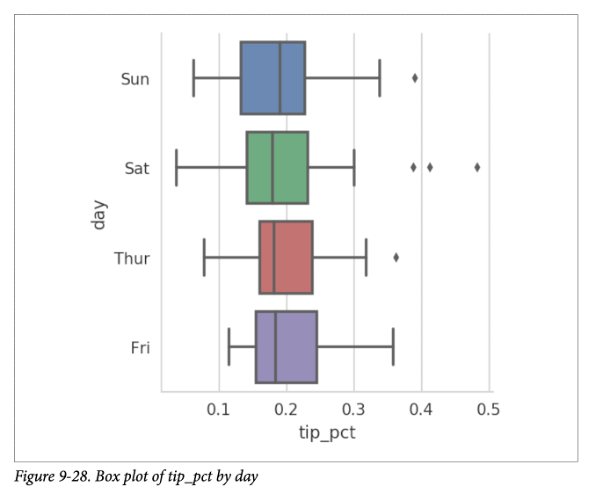 Sun
Sat
Thur
Fri
day
0.1 0.2 0.3 0.4 0.5
tip_pct
Figure 9-28. Box plot of tip_pct by day